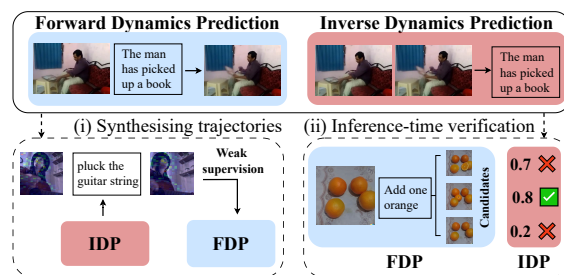 Forward Dynamics Prediction
The man
has picked
up a book
Inverse Dynamics Prediction
The man
has picked
up a book
(i) Synthesising trajectories
pluck the
guitar string
Weak
supervision
IDP
FDP
(ii) Inference-time verification
Add one
orange
Candidates
FDP
0.7
0.8
0.2
IDP